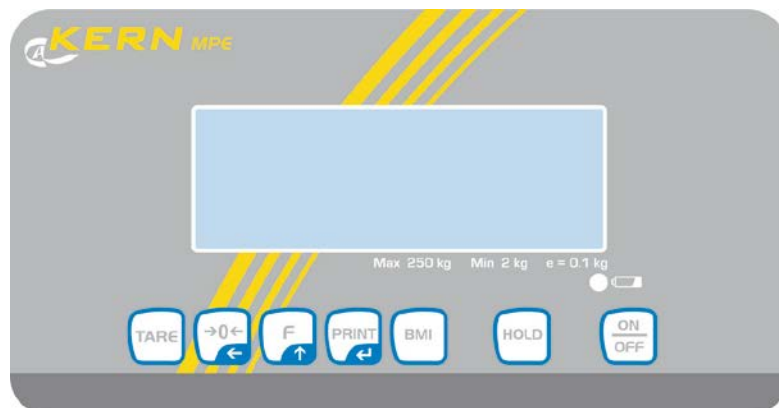 KERN MPE
Max 250 kg Min 2 kg e = 0.1 kg
TARE →0← F PRINT BMI HOLD ON
OFF